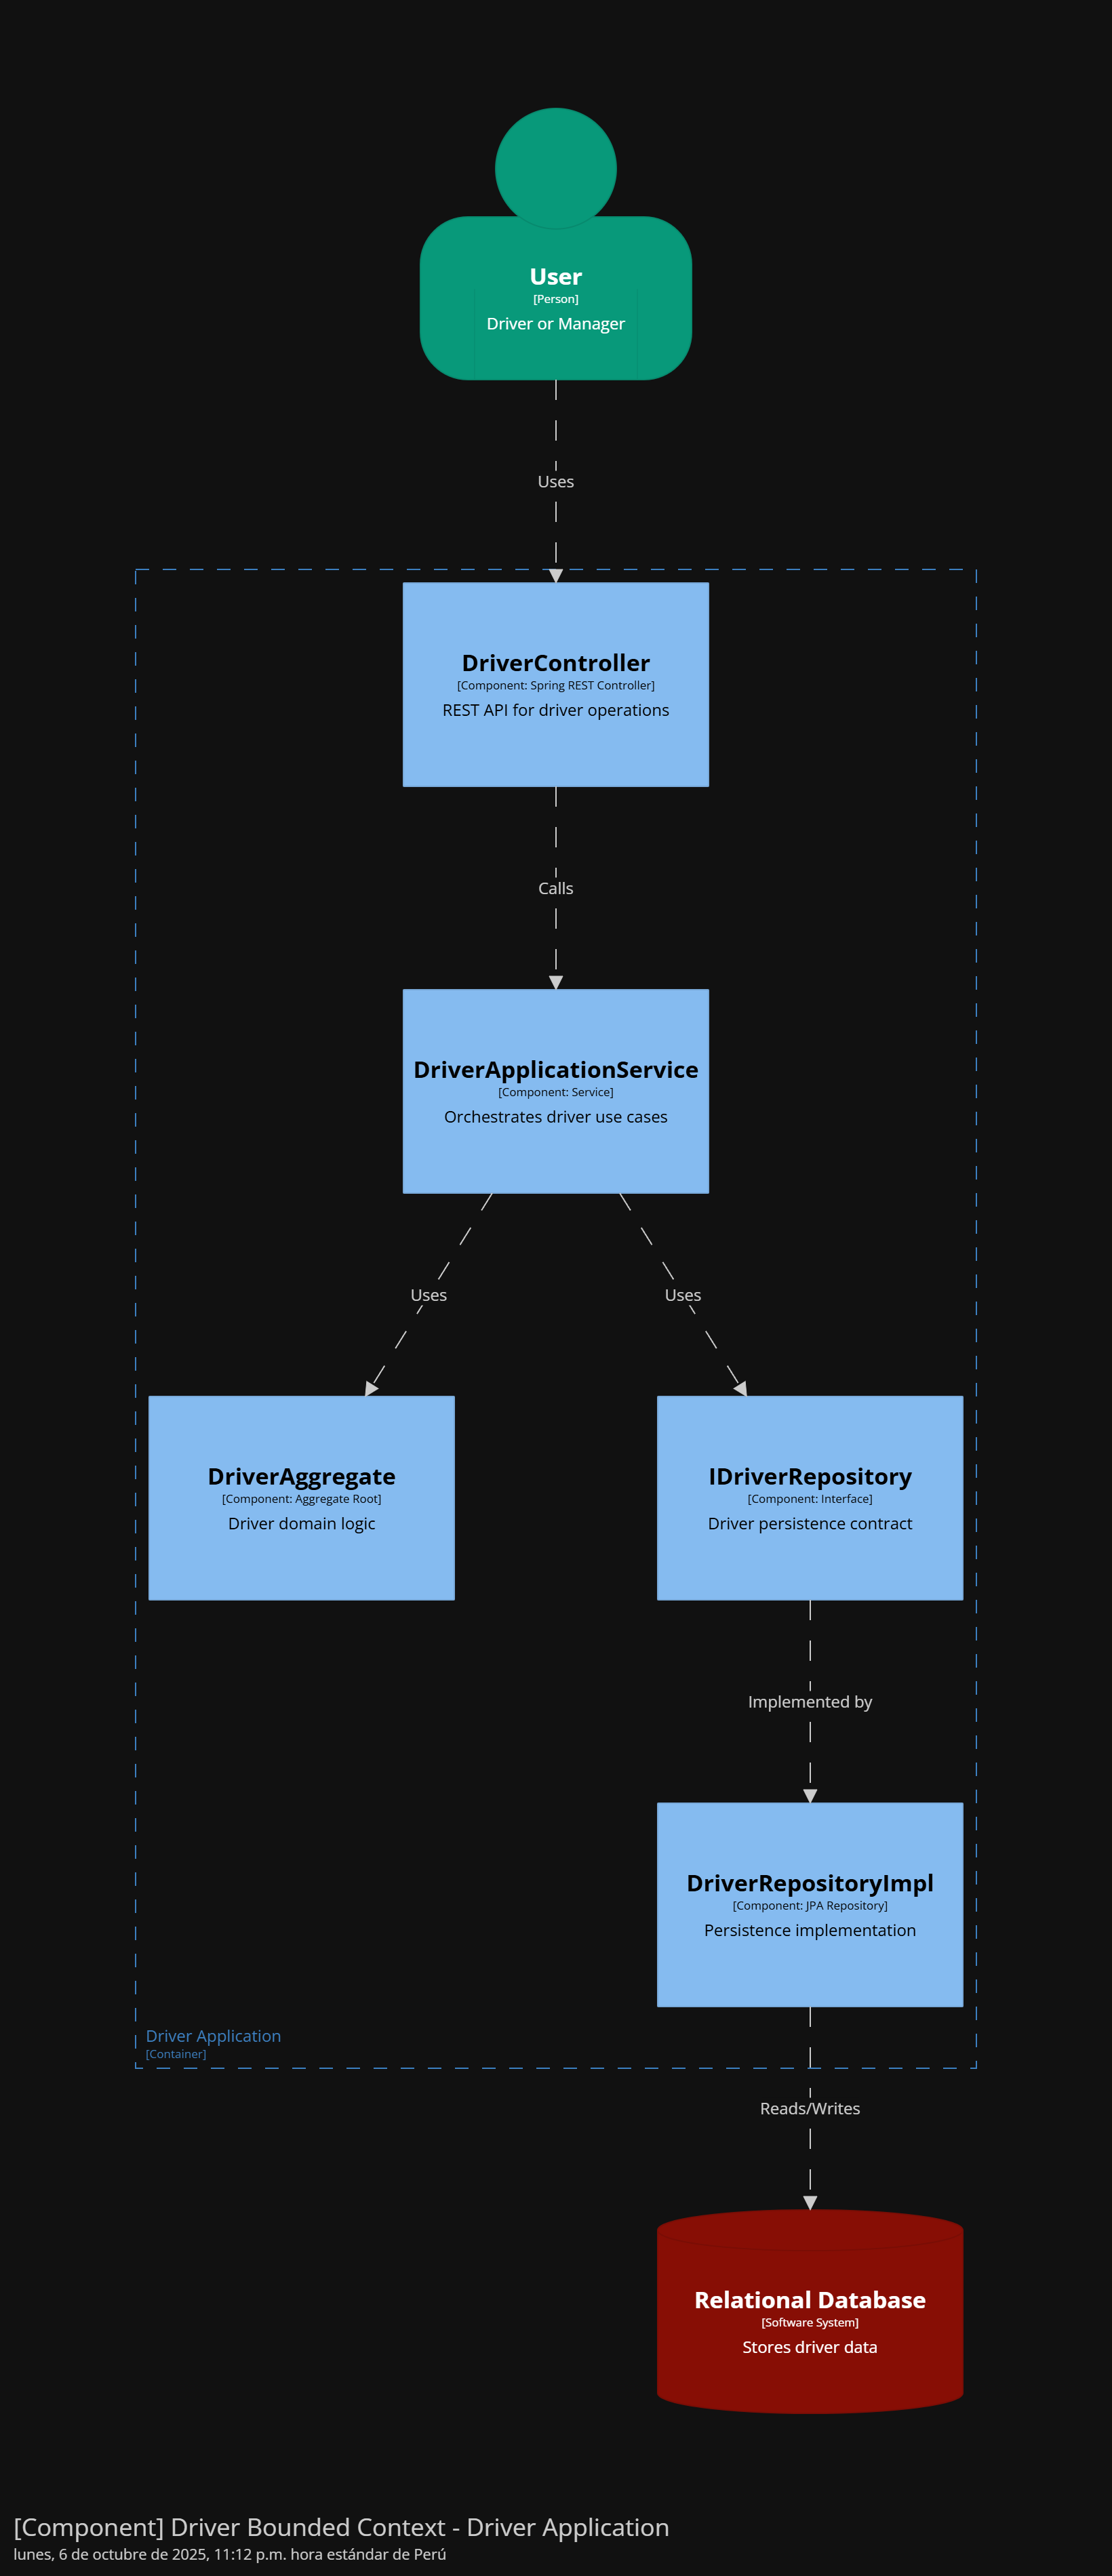 User
[Person]
Driver or Manager
Uses
DriverController
[Component: Spring REST Controller]
REST API for driver operations
Calls
DriverApplicationService
[Component: Service]
Orchestrates driver use cases
Uses
Uses
DriverAggregate
[Component: Aggregate Root]
Driver domain logic
IDriverRepository
[Component: Interface]
Driver persistence contract
Implemented by
DriverRepositoryImpl
[Component: JPA Repository]
Persistence implementation
Driver Application
[Container]
Reads/Writes
Relational Database
[Software System]
Stores driver data
[Component] Driver Bounded Context - Driver Application
lunes, 6 de octubre de 2025, 11:12 p.m. hora estándar de Perú